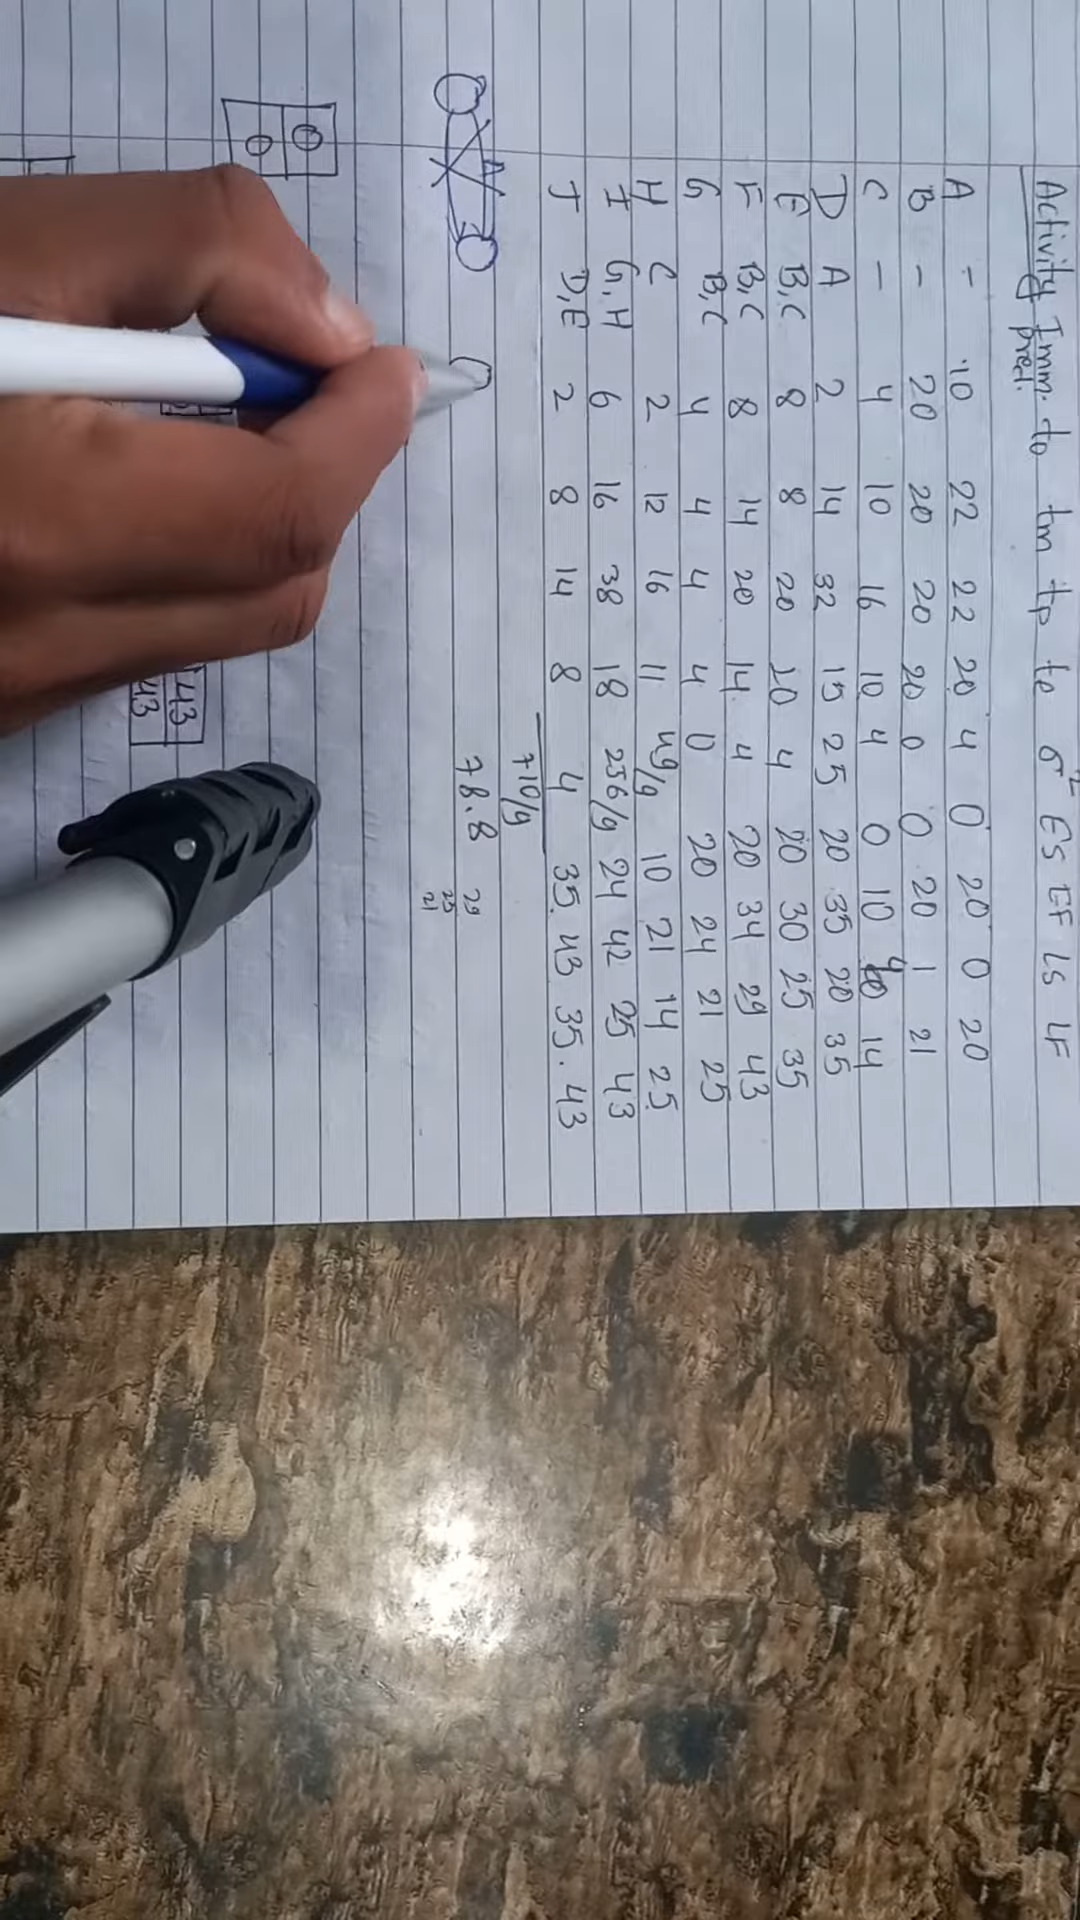 Activity Imm. to tm tp te σ² ES EF LS LF
pred.
A - 10 22 22 20 4 0 20 0 20
B - 20 20 20 20 0 0 20 1 21
C - 4 10 16 10 4 0 10 4 14
D A 2 14 32 15 25 20 35 20 35
E B,C 8 8 20 10 4 20 30 25 35
F B,C 8 14 20 14 4 20 34 29 43
G B,C 4 4 4 4 0 20 24 21 25
H C 2 12 16 11 49/9 10 21 14 25
I G,H 6 16 38 18 256/9 24 42 25 43
J D,E 2 8 14 8 4 35 43 35 43
710/9
78.8 29
25
21
A
0
0
43
43